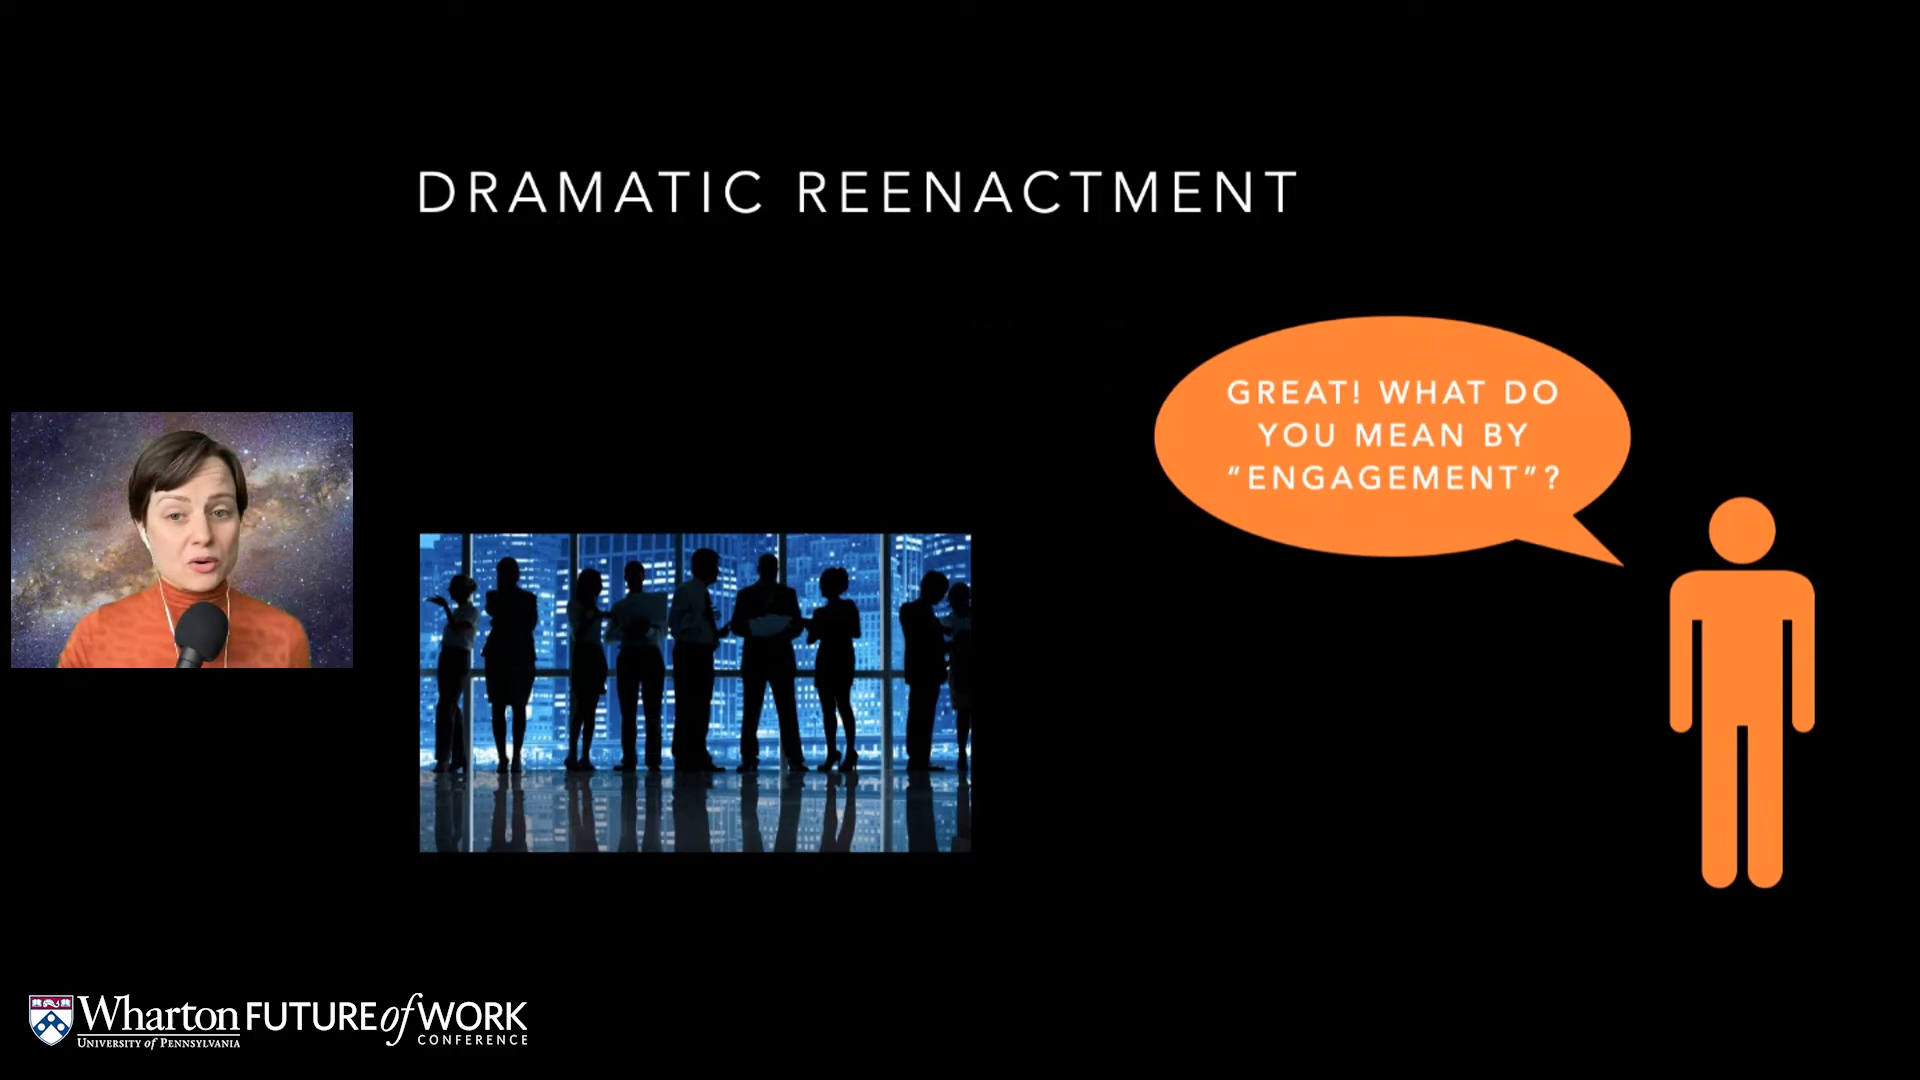 DRAMATIC REENACTMENT
GREAT! WHAT DO
YOU MEAN BY
“ENGAGEMENT”?
Wharton FUTURE of WORK
UNIVERSITY of PENNSYLVANIA
CONFERENCE